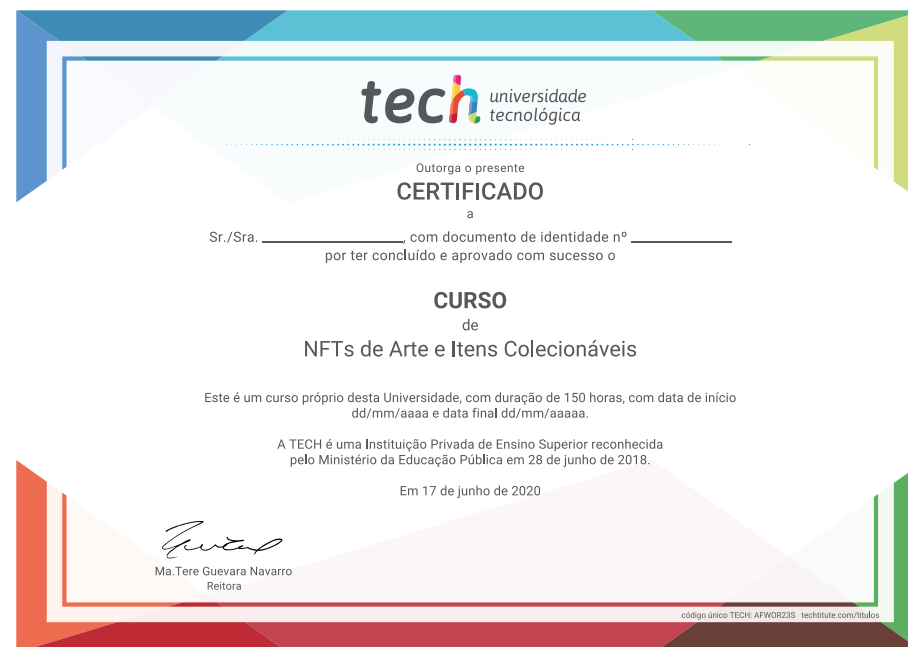 tech universidade
tecnológica
Outorga o presente
CERTIFICADO
a
Sr./Sra. ____________, com documento de identidade nº ____________
por ter concluído e aprovado com sucesso o
CURSO
de
NFTs de Arte e Itens Colecionáveis
Este é um curso próprio desta Universidade, com duração de 150 horas, com data de início
dd/mm/aaaa e data final dd/mm/aaaaa.
A TECH é uma Instituição Privada de Ensino Superior reconhecida
pelo Ministério da Educação Pública em 28 de junho de 2018.
Em 17 de junho de 2020
Ma.Tere Guevara Navarro
Reitora
código único TECH: AFWOR23S techtitute.com/títulos